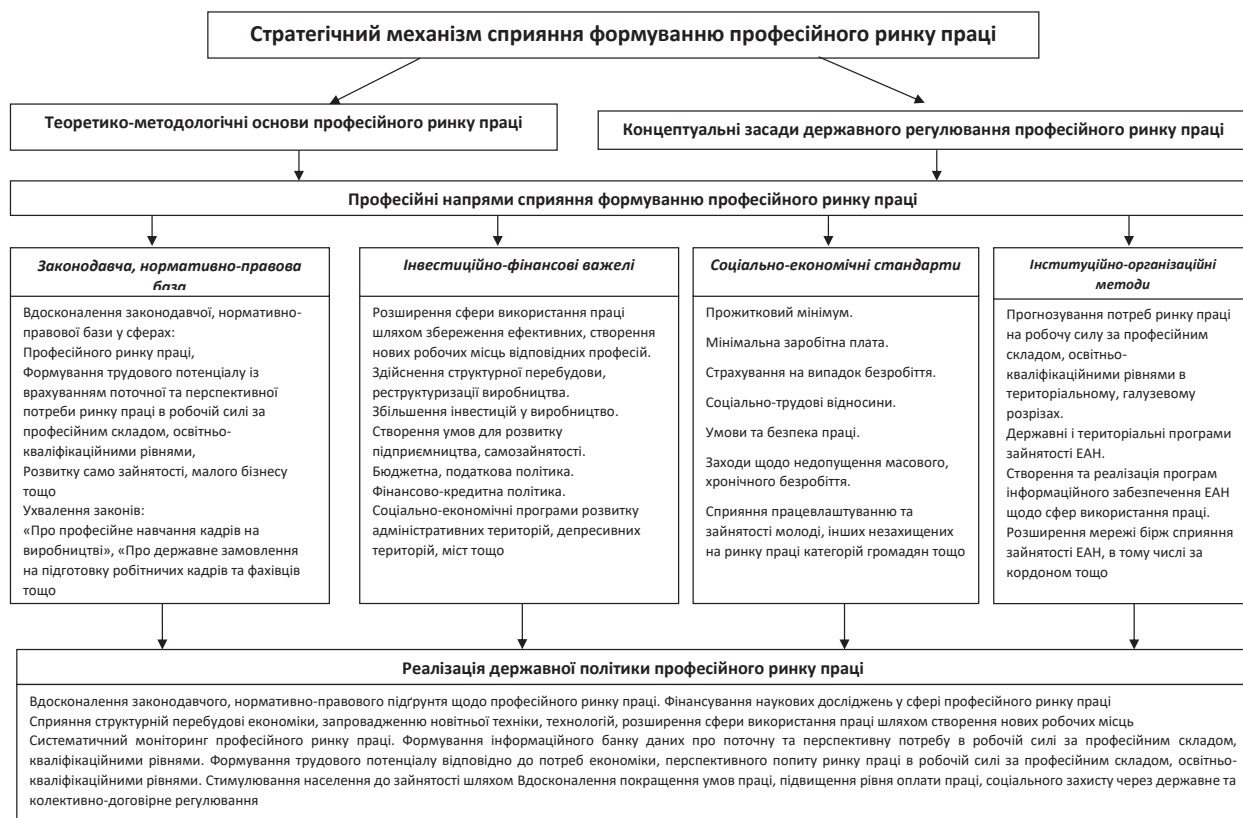 Стратегічний механізм сприяння формуванню професійного ринку праці
Теоретико-методологічні основи професійного ринку праці
Концептуальні засади державного регулювання професійного ринку праці
Професійні напрями сприяння формуванню професійного ринку праці
Законодавча, нормативно-правова
база
Вдосконалення законодавчої, нормативно-
правової бази у сферах:
Професійного ринку праці,
Формування трудового потенціалу із
врахуванням поточної та перспективної
потреби ринку праці в робочій силі за
професійним складом, освітньо-
кваліфікаційними рівнями,
Розвитку само зайнятості, малого бізнесу
тощо
Ухвалення законів:
«Про професійне навчання кадрів на
виробництві», «Про державне замовлення
на підготовку робітничих кадрів та фахівців
тощо
Інвестиційно-фінансові важелі
Розширення сфери використання праці
шляхом збереження ефективних, створення
нових робочих місць відповідних професій.
Здійснення структурної перебудови,
реструктуризації виробництва.
Збільшення інвестицій у виробництво.
Створення умов для розвитку
підприємництва, самозайнятості.
Бюджетна, податкова політика.
Фінансово-кредитна політика.
Соціально-економічні програми розвитку
адміністративних територій, депресивних
територій, міст тощо
Соціально-економічні стандарти
Прожитковий мінімум.
Мінімальна заробітна плата.
Страхування на випадок безробіття.
Соціально-трудові відносини.
Умови та безпека праці.
Заходи щодо недопущення масового,
хронічного безробіття.
Сприяння працевлаштуванню та
зайнятості молоді, інших незахищених
на ринку праці категорій громадян тощо
Інституційно-організаційні
методи
Прогнозування потреб ринку праці
на робочу силу за професійним
складом, освітньо-
кваліфікаційними рівнями в
територіальному, галузевому
розрізах.
Державні і територіальні програми
зайнятості ЕАН.
Створення та реалізація програм
інформаційного забезпечення ЕАН
щодо сфер використання праці.
Розширення мережі бірж сприяння
зайнятості ЕАН, в тому числі за
кордоном тощо
Реалізація державної політики професійного ринку праці
Вдосконалення законодавчого, нормативно-правового підґрунтя щодо професійного ринку праці. Фінансування наукових досліджень у сфері професійного ринку праці
Сприяння структурній перебудові економіки, запровадженню новітньої техніки, технологій, розширення сфери використання праці шляхом створення нових робочих місць
Систематичний моніторинг професійного ринку праці. Формування інформаційного банку даних про поточну та перспективну потребу в робочій силі за професійним складом,
кваліфікаційними рівнями. Формування трудового потенціалу відповідно до потреб економіки, перспективного попиту ринку праці в робочій силі за професійним складом, освітньо-
кваліфікаційними рівнями. Стимулювання населення до зайнятості шляхом Вдосконалення покращення умов праці, підвищення рівня оплати праці, соціального захисту через державне та
колективно-договірне регулювання